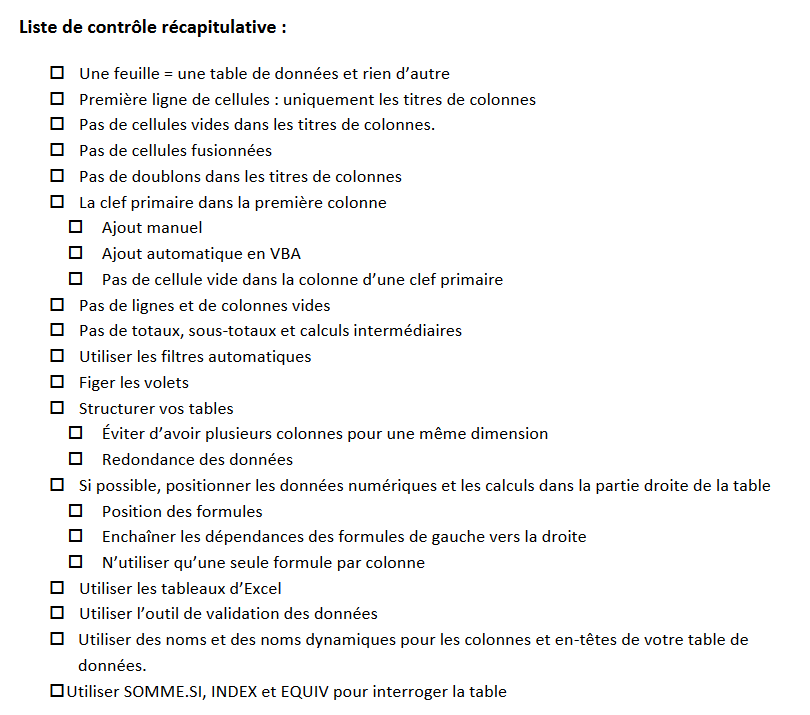 Liste de contrôle récapitulative :
☐ Une feuille = une table de données et rien d’autre
☐ Première ligne de cellules : uniquement les titres de colonnes
☐ Pas de cellules vides dans les titres de colonnes.
☐ Pas de cellules fusionnées
☐ Pas de doublons dans les titres de colonnes
☐ La clef primaire dans la première colonne
☐ Ajout manuel
☐ Ajout automatique en VBA
☐ Pas de cellule vide dans la colonne d’une clef primaire
☐ Pas de lignes et de colonnes vides
☐ Pas de totaux, sous-totaux et calculs intermédiaires
☐ Utiliser les filtres automatiques
☐ Figer les volets
☐ Structurer vos tables
☐ Éviter d’avoir plusieurs colonnes pour une même dimension
☐ Redondance des données
☐ Si possible, positionner les données numériques et les calculs dans la partie droite de la table
☐ Position des formules
☐ Enchaîner les dépendances des formules de gauche vers la droite
☐ N’utiliser qu’une seule formule par colonne
☐ Utiliser les tableaux d’Excel
☐ Utiliser l’outil de validation des données
☐ Utiliser des noms et des noms dynamiques pour les colonnes et en-têtes de votre table de
données.
☐Utiliser SOMME.SI, INDEX et EQUIV pour interroger la table